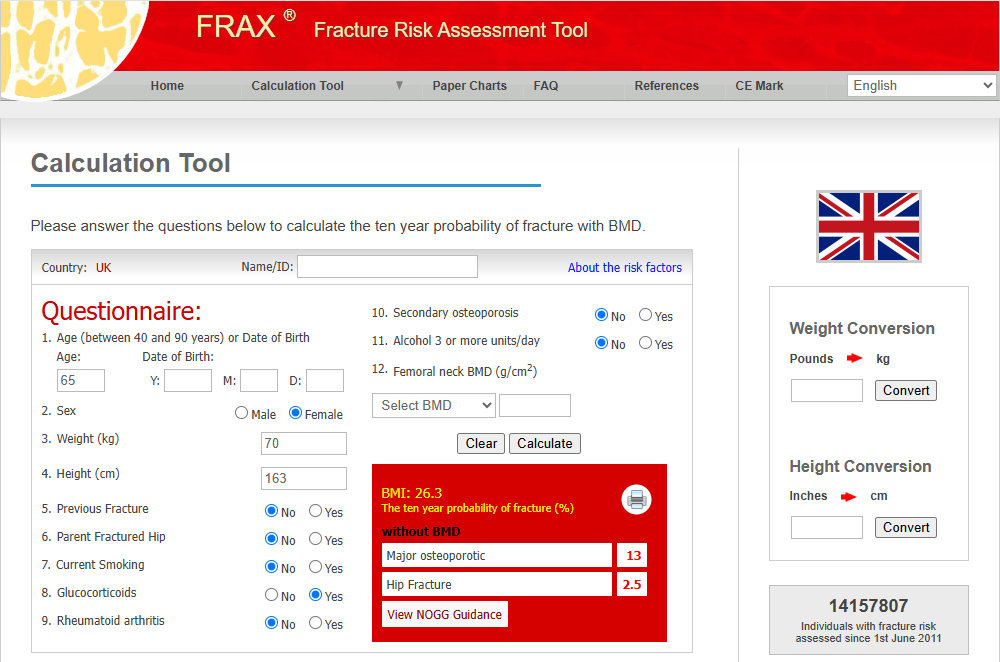 FRAX ® Fracture Risk Assessment Tool
Home Calculation Tool ▼ Paper Charts FAQ References CE Mark English
Calculation Tool
Please answer the questions below to calculate the ten year probability of fracture with BMD.
Country: UK Name/ID: About the risk factors
Questionnaire:
1. Age (between 40 and 90 years) or Date of Birth
Age: Date of Birth:
65 Y: M: D:
2. Sex Male Female
3. Weight (kg) 70
4. Height (cm) 163
5. Previous Fracture No Yes
6. Parent Fractured Hip No Yes
7. Current Smoking No Yes
8. Glucocorticoids No Yes
9. Rheumatoid arthritis No Yes
10. Secondary osteoporosis No Yes
11. Alcohol 3 or more units/day No Yes
12. Femoral neck BMD (g/cm²)
Select BMD
Clear Calculate
BMI: 26.3
The ten year probability of fracture (%)
without BMD
Major osteoporotic 13
Hip Fracture 2.5
View NOGG Guidance
Weight Conversion
Pounds kg
Convert
Height Conversion
Inches cm
Convert
14157807
Individuals with fracture risk
assessed since 1st June 2011